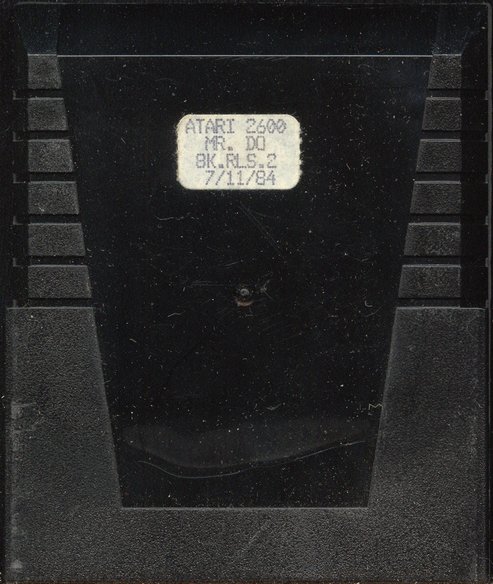 ATARI 2600
MR. DO
8K.RLS.2
7/11/84